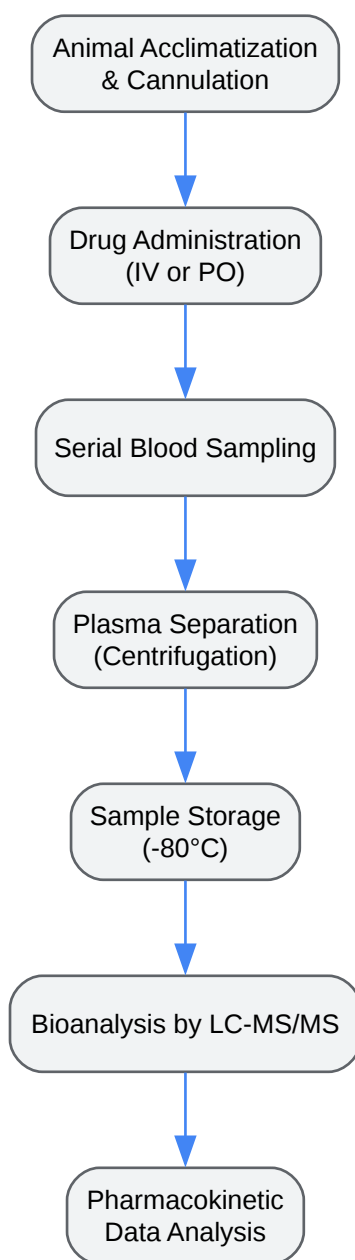 Animal Acclimatization
& Cannulation
Drug Administration
(IV or PO)
Serial Blood Sampling
Plasma Separation
(Centrifugation)
Sample Storage
(-80°C)
Bioanalysis by LC-MS/MS
Pharmacokinetic
Data Analysis